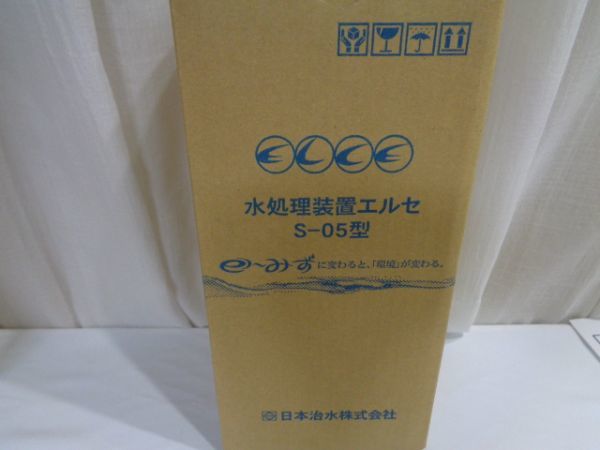 ELCE
水処理装置エルセ
S-05型
e〜み・ずに変わると、「環境」が変わる。
日本治水株式会社